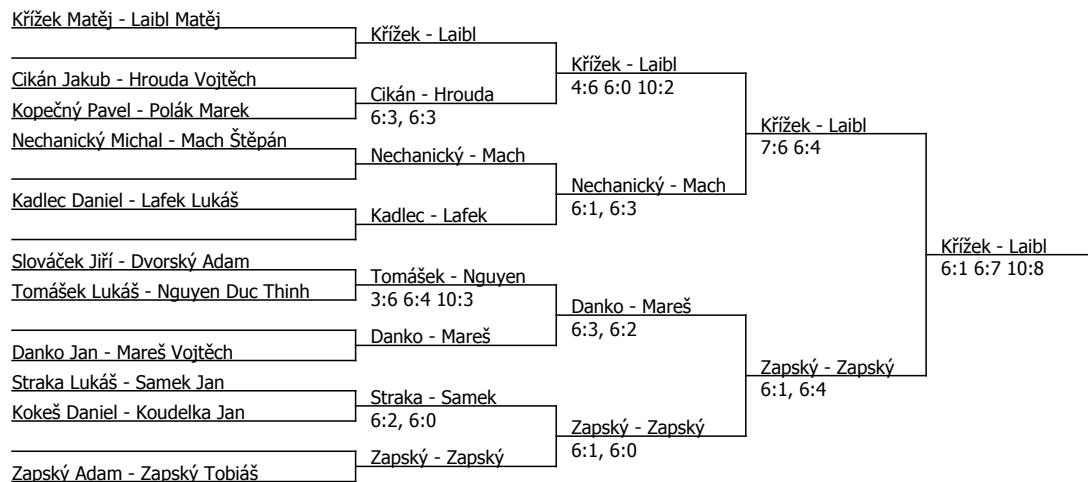 Křížek Matěj - Laibl Matěj
Cikán Jakub - Hrouda Vojtěch
Kopečný Pavel - Polák Marek
Nechanický Michal - Mach Štěpán
Kadlec Daniel - Lafek Lukáš
Slováček Jiří - Dvorský Adam
Tomášek Lukáš - Nguyen Duc Thinh
Danko Jan - Mareš Vojtěch
Straka Lukáš - Samek Jan
Kokeš Daniel - Koudelka Jan
Zapský Adam - Zapský Tobiáš
Křížek - Laibl
Cikán - Hrouda
6:3, 6:3
Nechanický - Mach
Kadlec - Lafek
Tomášek - Nguyen
3:6 6:4 10:3
Danko - Mareš
Straka - Samek
6:2, 6:0
Zapský - Zapský
Křížek - Laibl
4:6 6:0 10:2
Nechanický - Mach
6:1, 6:3
Danko - Mareš
6:3, 6:2
Zapský - Zapský
6:1, 6:0
Křížek - Laibl
7:6 6:4
Zapský - Zapský
6:1, 6:4
Křížek - Laibl
6:1 6:7 10:8